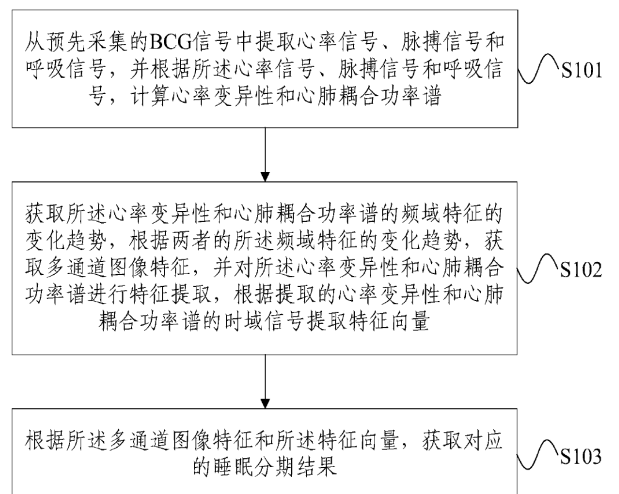 从预先采集的BCG信号中提取心率信号、脉搏信号和
呼吸信号，并根据所述心率信号、脉搏信号和呼吸信
号，计算心率变异性和心肺耦合功率谱
S101
获取所述心率变异性和心肺耦合功率谱的频域特征的
变化趋势，根据两者的所述频域特征的变化趋势，获
取多通道图像特征，并对所述心率变异性和心肺耦合
功率谱进行特征提取，根据提取的心率变异性和心肺
耦合功率谱的时域信号提取特征向量
S102
根据所述多通道图像特征和所述特征向量，获取对应
的睡眠分期结果
S103